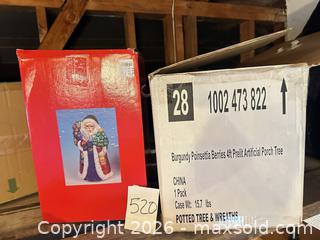 28
1002 473 822
Burgundy Poinsettia Berries 4ft Prelit Artificial Porch Tree
CHINA
1 Pack
Case Wt: 15.7 lbs
POTTED TREE & WREATHS
520
Copyright 2026 - maxsold.com